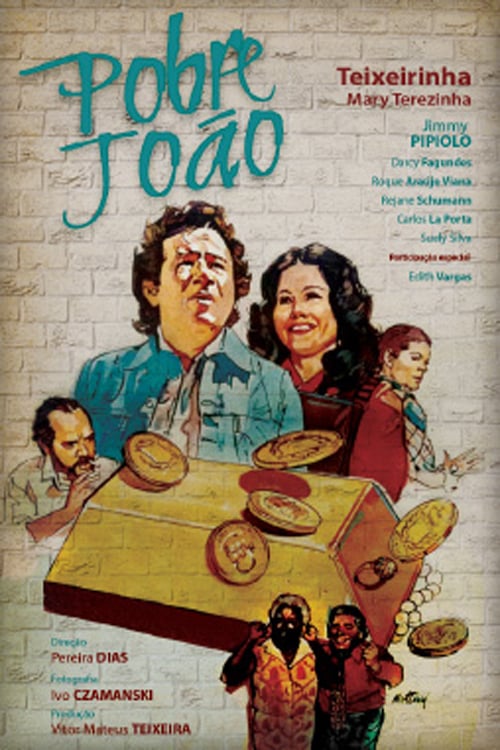 Pobre
João
Teixeirinha
Mary Terezinha
Jimmy
PIPIOLO
Darcy Fagundes
Roque Araújo Viana
Rejane Schumann
Carlos La Porta
Suely Silva
Participação especial
Edith Vargas
Direção
Pereira DIAS
Fotografia
Ivo CZAMANSKI
Produção
Vitor Mateus TEIXEIRA